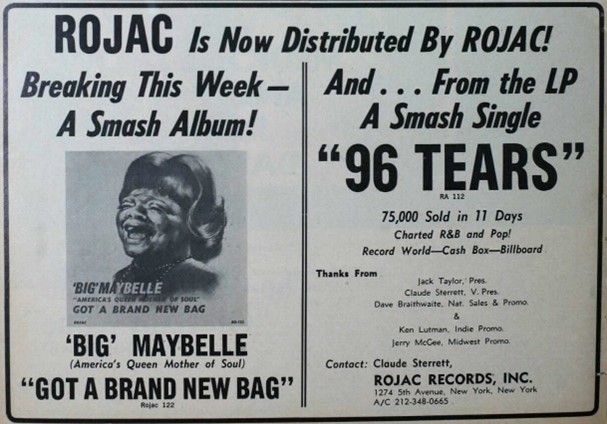 ROJAC Is Now Distributed By ROJAC!
Breaking This Week—
A Smash Album!
'BIG' MAYBELLE
"AMERICA'S QUEEN MOTHER OF SOUL"
GOT A BRAND NEW BAG
'BIG' MAYBELLE
(America's Queen Mother of Soul)
"GOT A BRAND NEW BAG"
Rojac 122
And . . . From the LP
A Smash Single
"96 TEARS"
RA 112
75,000 Sold in 11 Days
Charted R&B and Pop!
Record World—Cash Box—Billboard
Thanks From
Jack Taylor, Pres.
Claude Sterrett, V. Pres.
Dave Braithwaite, Nat. Sales & Promo.
&
Ken Lutman, Indie Promo.
Jerry McGee, Midwest Promo.
Contact: Claude Sterrett,
ROJAC RECORDS, INC.
1274 5th Avenue, New York, New York
A/C 212-348-0665